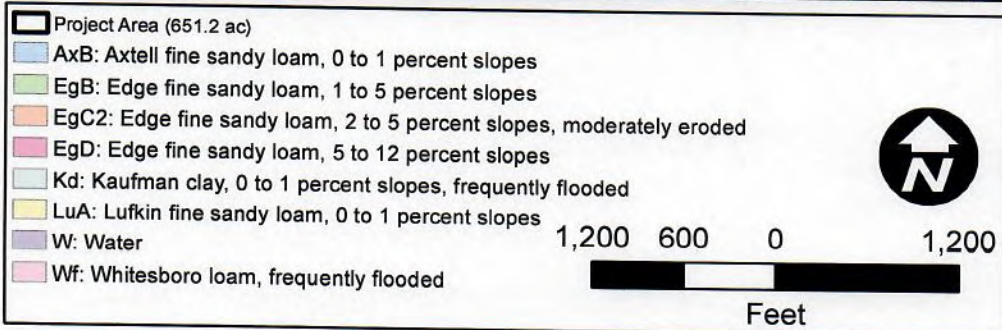 Project Area (651.2 ac)
AxB: Axtell fine sandy loam, 0 to 1 percent slopes
EgB: Edge fine sandy loam, 1 to 5 percent slopes
EgC2: Edge fine sandy loam, 2 to 5 percent slopes, moderately eroded
EgD: Edge fine sandy loam, 5 to 12 percent slopes
Kd: Kaufman clay, 0 to 1 percent slopes, frequently flooded
LuA: Lufkin fine sandy loam, 0 to 1 percent slopes
W: Water
Wf: Whitesboro loam, frequently flooded
N
1,200 600 0 1,200
Feet